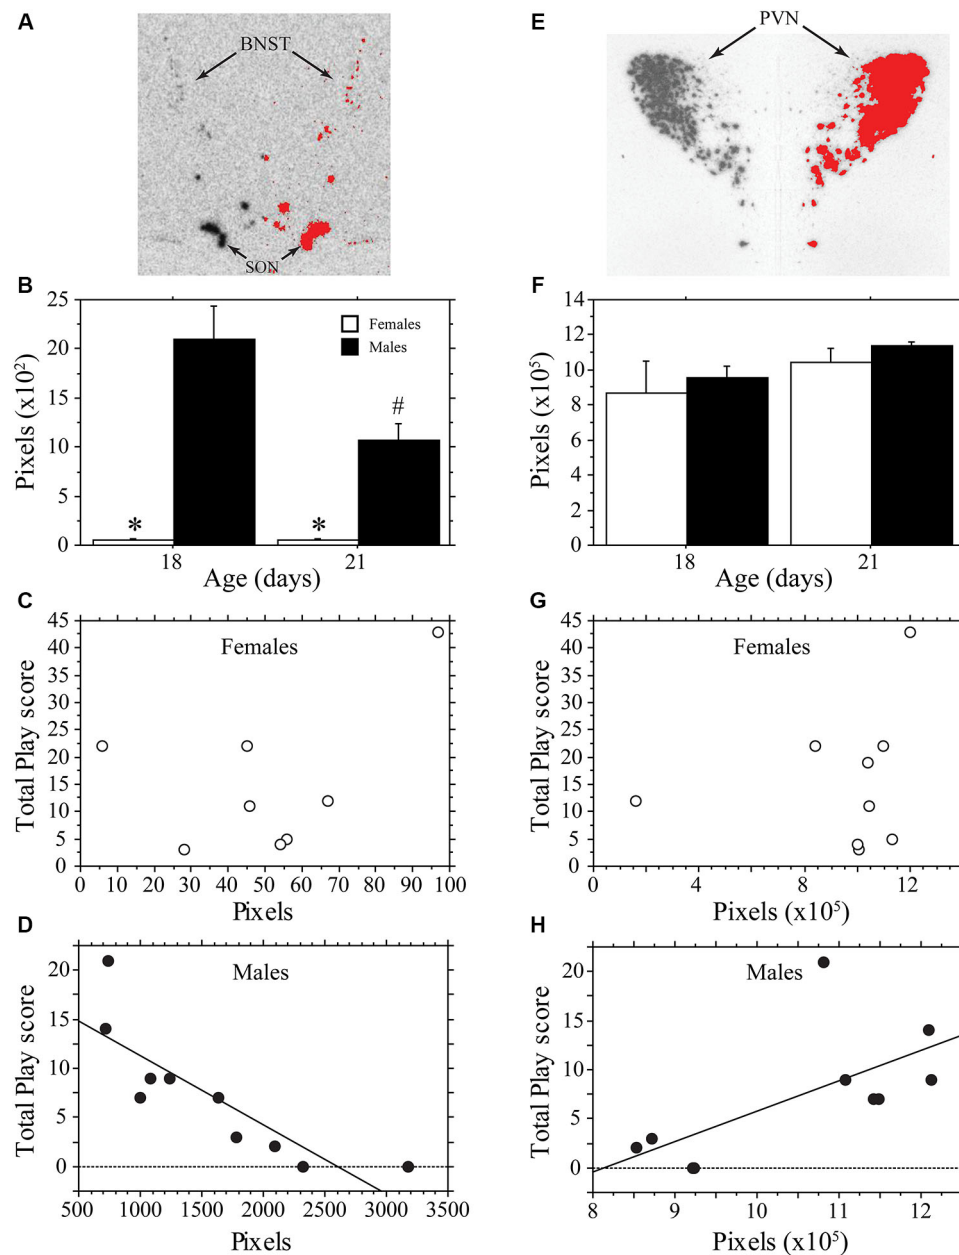 A
BNST
SON
E
PVN
B
25
20
15
10
5
0
Pixels (x10²)
Females
Males
*
*
#
18
21
Age (days)
F
14
12
10
8
6
4
2
0
Pixels (x10⁵)
18
21
Age (days)
C
45
40
35
30
25
20
15
10
5
0
Total Play score
Females
0 10 20 30 40 50 60 70 80 90 100
Pixels
G
45
40
35
30
25
20
15
10
5
0
Total Play score
Females
0 4 8 12
Pixels (x10⁵)
D
20
15
10
5
0
Total Play score
Males
500 1000 1500 2000 2500 3000 3500
Pixels
H
20
15
10
5
0
Total Play score
Males
8 9 10 11 12
Pixels (x10⁵)